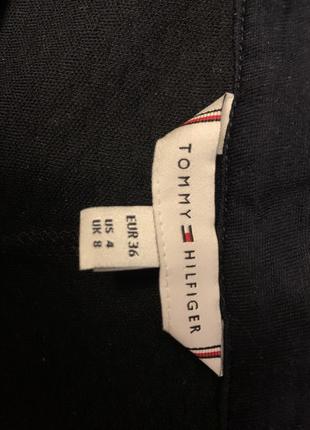 TOMMY HILFIGER
EUR 36
US 4
UK 8